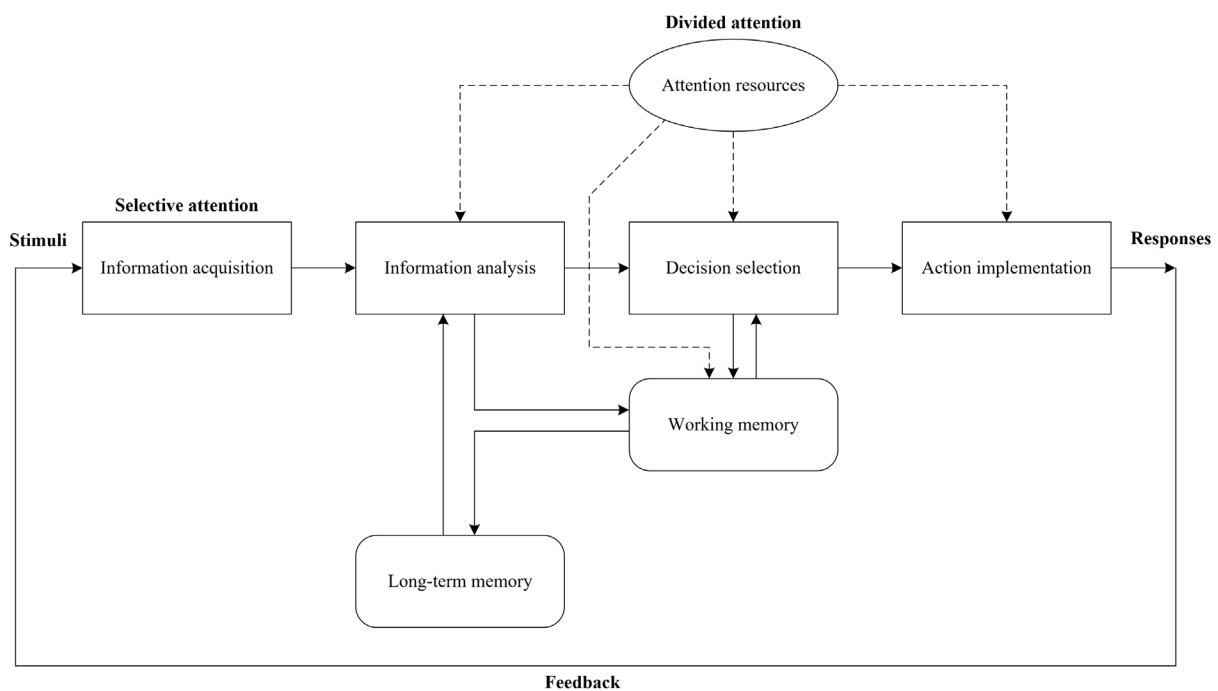 Divided attention
Attention resources
Selective attention
Stimuli
Information acquisition
Information analysis
Decision selection
Action implementation
Responses
Working memory
Long-term memory
Feedback